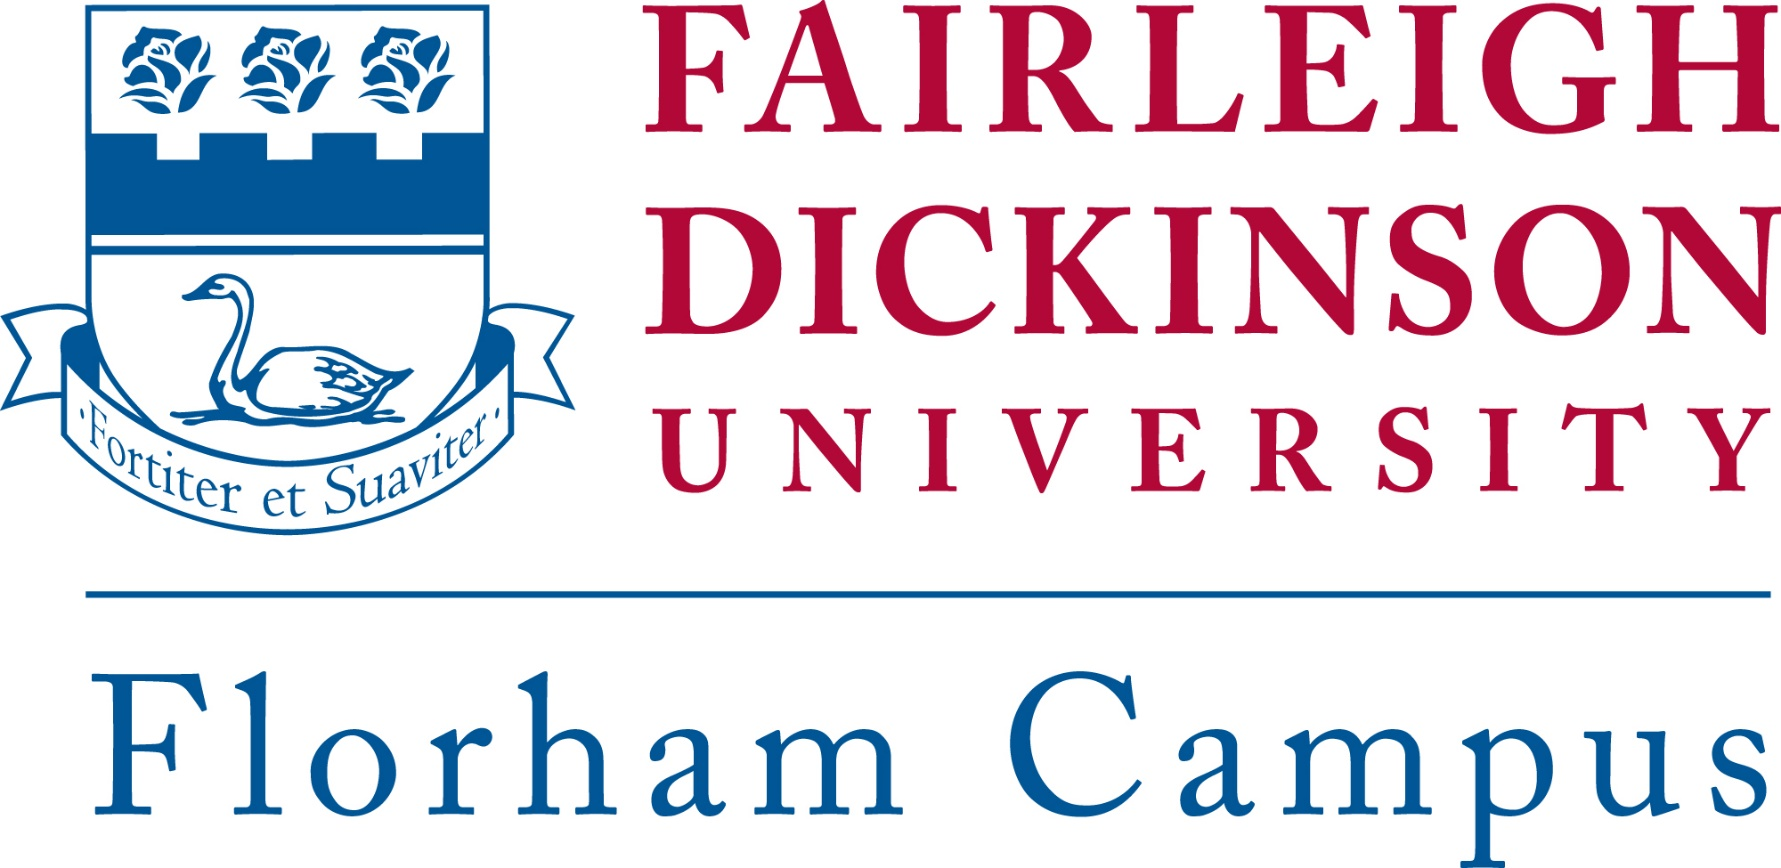 FAIRLEIGH
DICKINSON
UNIVERSITY
·Fortiter et Suaviter·
Florham Campus